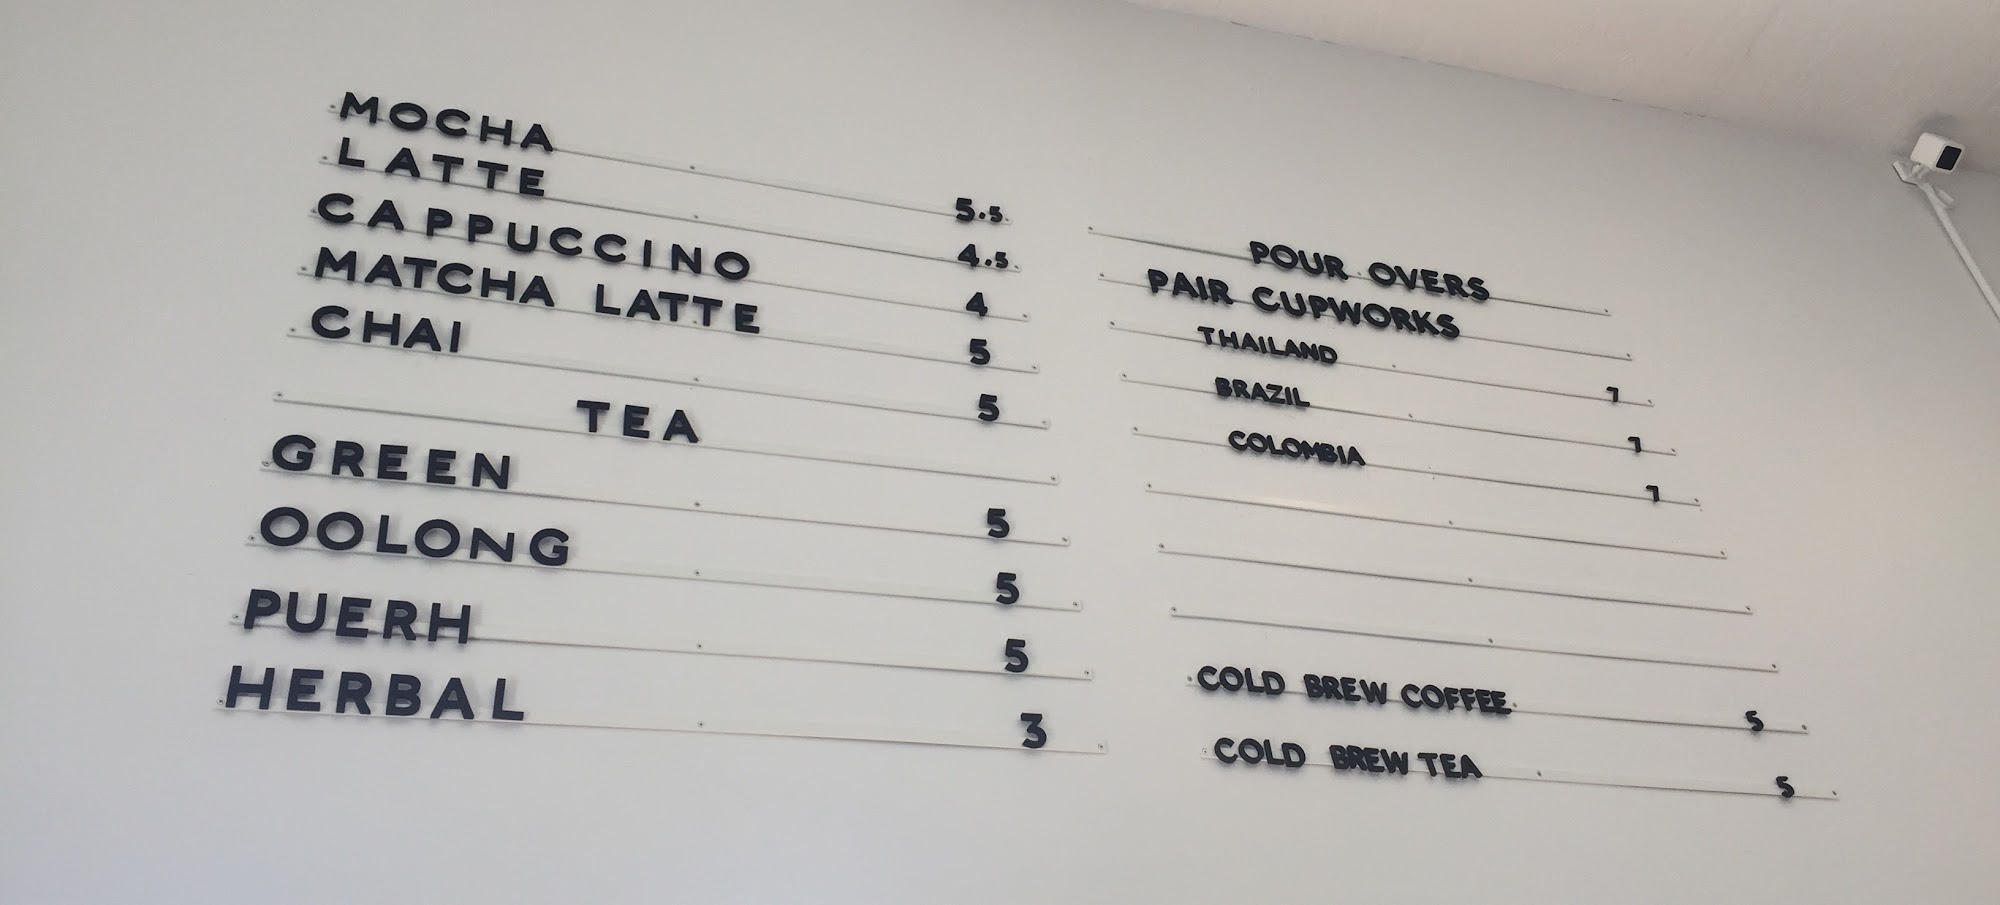 MOCHA 5.5
LATTE 4.5
CAPPUCCINO 4
MATCHA LATTE 5
CHAI 5
TEA
GREEN 5
OOLONG 5
PUERH 5
HERBAL 3
POUR OVERS
PAIR CUPWORKS
THAILAND 7
BRAZIL 7
COLOMBIA 7
COLD BREW COFFEE 5
COLD BREW TEA 5